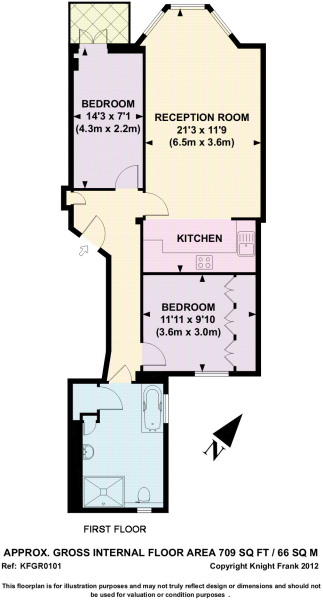 BEDROOM
14'3 x 7'1
(4.3m x 2.2m)
RECEPTION ROOM
21'3 x 11'9
(6.5m x 3.6m)
KITCHEN
BEDROOM
11'11 x 9'10
(3.6m x 3.0m)
N
FIRST FLOOR
APPROX. GROSS INTERNAL FLOOR AREA 709 SQ FT / 66 SQ M
Ref: KFGR0101 Copyright Knight Frank 2012
This floorplan is for illustration purposes and may not truly reflect design or dimensions and should not
be used for valuation or condition purposes .